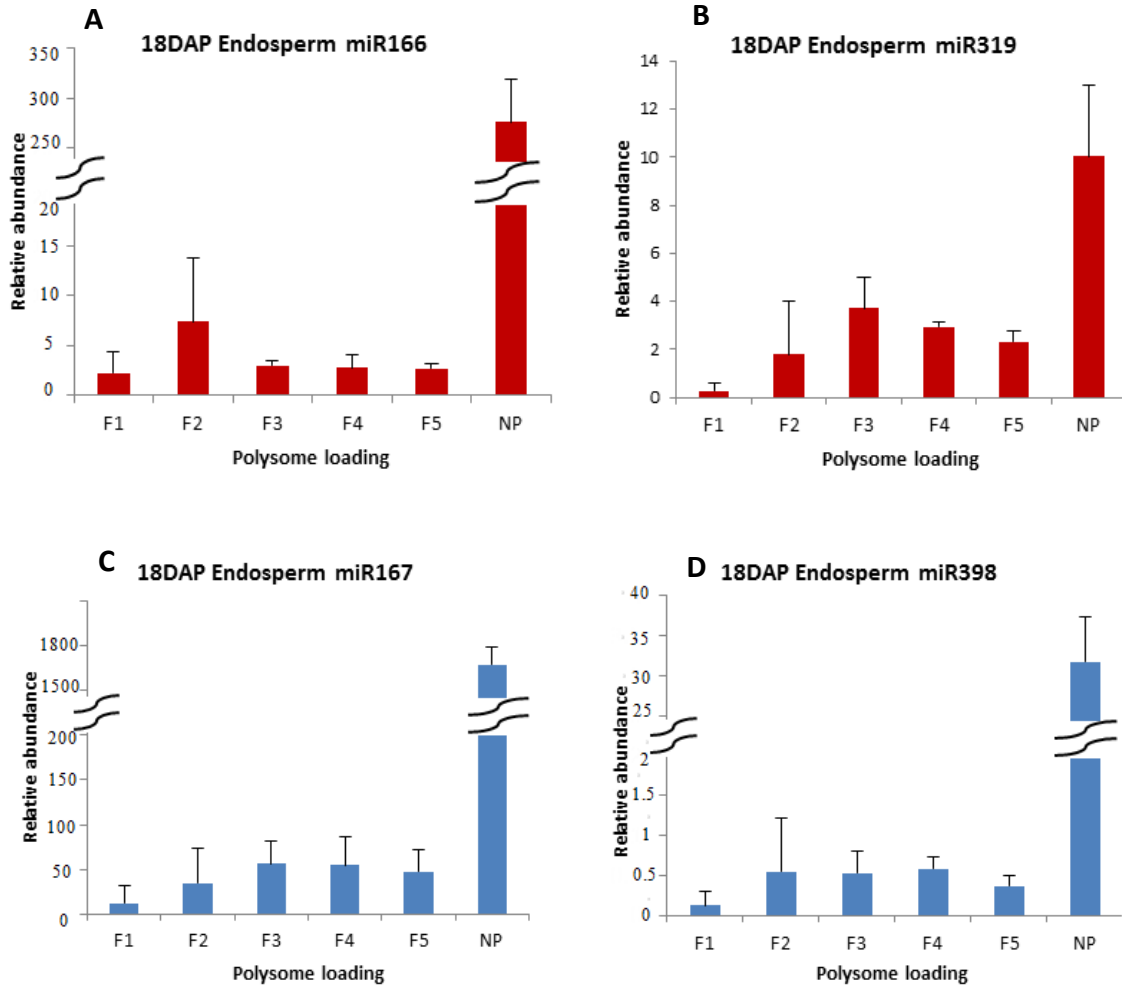 A
18DAP Endosperm miR166
Relative abundance
350
300
250
20
15
10
5
0
F1 F2 F3 F4 F5 NP
Polysome loading
B
18DAP Endosperm miR319
Relative abundance
14
12
10
8
6
4
2
0
F1 F2 F3 F4 F5 NP
Polysome loading
C
18DAP Endosperm miR167
Relative abundance
1800
1500
200
150
100
50
0
F1 F2 F3 F4 F5 NP
Polysome loading
D
18DAP Endosperm miR398
Relative abundance
40
35
30
25
2
1.5
1
0.5
0
F1 F2 F3 F4 F5 NP
Polysome loading